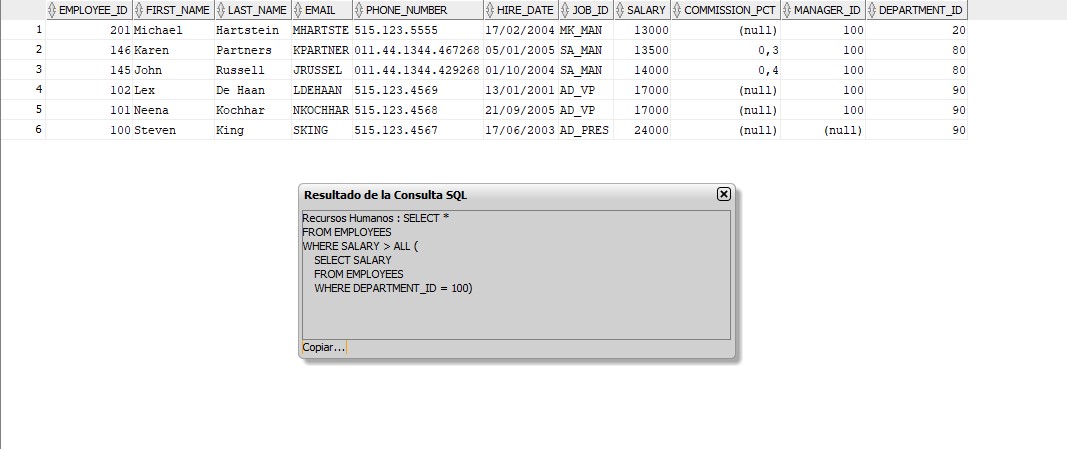 EMPLOYEE_ID FIRST_NAME LAST_NAME EMAIL PHONE_NUMBER HIRE_DATE JOB_ID SALARY COMMISSION_PCT MANAGER_ID DEPARTMENT_ID
1 201 Michael Hartstein MHARTSTE 515.123.5555 17/02/2004 MK_MAN 13000 (null) 100 20
2 146 Karen Partners KPARTNER 011.44.1344.467268 05/01/2005 SA_MAN 13500 0,3 100 80
3 145 John Russell JRUSSEL 011.44.1344.429268 01/10/2004 SA_MAN 14000 0,4 100 80
4 102 Lex De Haan LDEHAAN 515.123.4569 13/01/2001 AD_VP 17000 (null) 100 90
5 101 Neena Kochhar NKOCHHAR 515.123.4568 21/09/2005 AD_VP 17000 (null) 100 90
6 100 Steven King SKING 515.123.4567 17/06/2003 AD_PRES 24000 (null) (null) 90
Resultado de la Consulta SQL
Recursos Humanos : SELECT *
FROM EMPLOYEES
WHERE SALARY > ALL (
SELECT SALARY
FROM EMPLOYEES
WHERE DEPARTMENT_ID = 100)
Copiar...